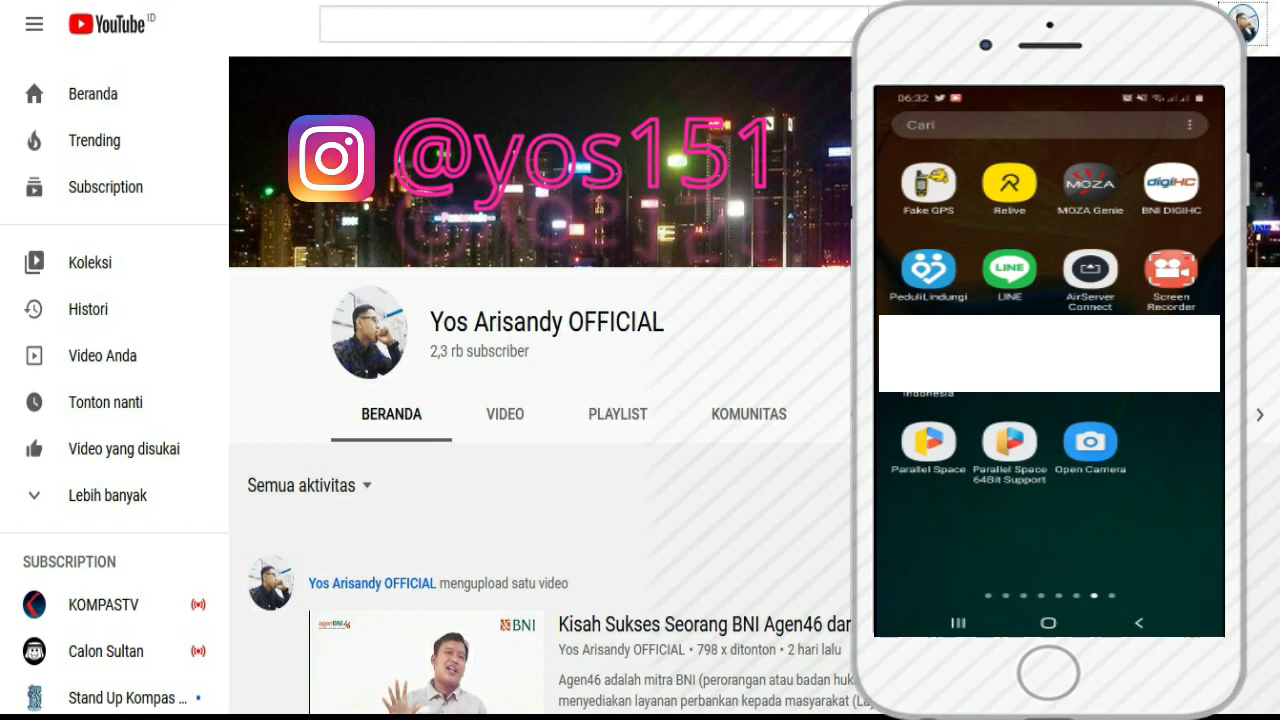 YouTube ID
Beranda
Trending
Subscription
Koleksi
Histori
Video Anda
Tonton nanti
Video yang disukai
Lebih banyak
SUBSCRIPTION
KOMPASTV
Calon Sultan
Stand Up Kompas ...
@yos151
Panasonic
Yos Arisandy OFFICIAL
2,3 rb subscriber
BERANDA VIDEO PLAYLIST KOMUNITAS
Semua aktivitas
Yos Arisandy OFFICIAL mengupload satu video
agenBNI46
BNI
Kisah Sukses Seorang BNI Agen46 dar
Yos Arisandy OFFICIAL • 798 x ditonton • 2 hari lalu
Agen46 adalah mitra BNI (perorangan atau badan huk
menyediakan layanan perbankan kepada masyarakat (La
06:32
Cari
MOZA
digiHC
Fake GPS Relive MOZA Genie BNI DIGIHC
LINE
PeduliLindungi LINE AirServer Connect Screen Recorder
Indonesia
Parallel Space Parallel Space 64Bit Support Open Camera